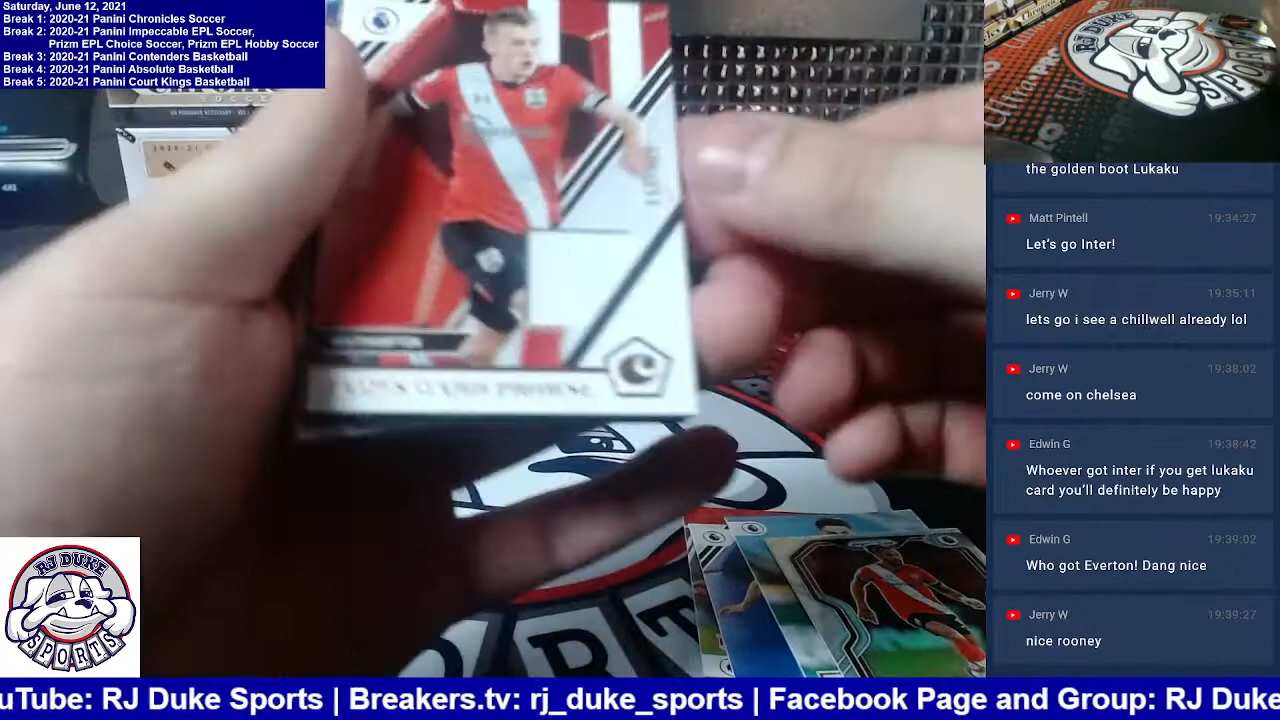 Saturday, June 12, 2021
Break 1: 2020-21 Panini Chronicles Soccer
Break 2: 2020-21 Panini Impeccable EPL Soccer,
Prizm EPL Choice Soccer, Prizm EPL Hobby Soccer
Break 3: 2020-21 Panini Contenders Basketball
Break 4: 2020-21 Panini Absolute Basketball
Break 5: 2020-21 Panini Court Kings Basketball
RJ DUKE
SPORTS
the golden boot Lukaku
Matt Pintell 19:34:27
Let's go Inter!
Jerry W 19:35:11
lets go i see a chillwell already lol
Jerry W 19:38:02
come on chelsea
Edwin G 19:38:42
Whoever got inter if you get lukaku
card you'll definitely be happy
Edwin G 19:39:02
Who got Everton! Dang nice
Jerry W 19:39:27
nice rooney
RJ DUKE
SPORTS
uTube: RJ Duke Sports | Breakers.tv: rj_duke_sports | Facebook Page and Group: RJ Duke